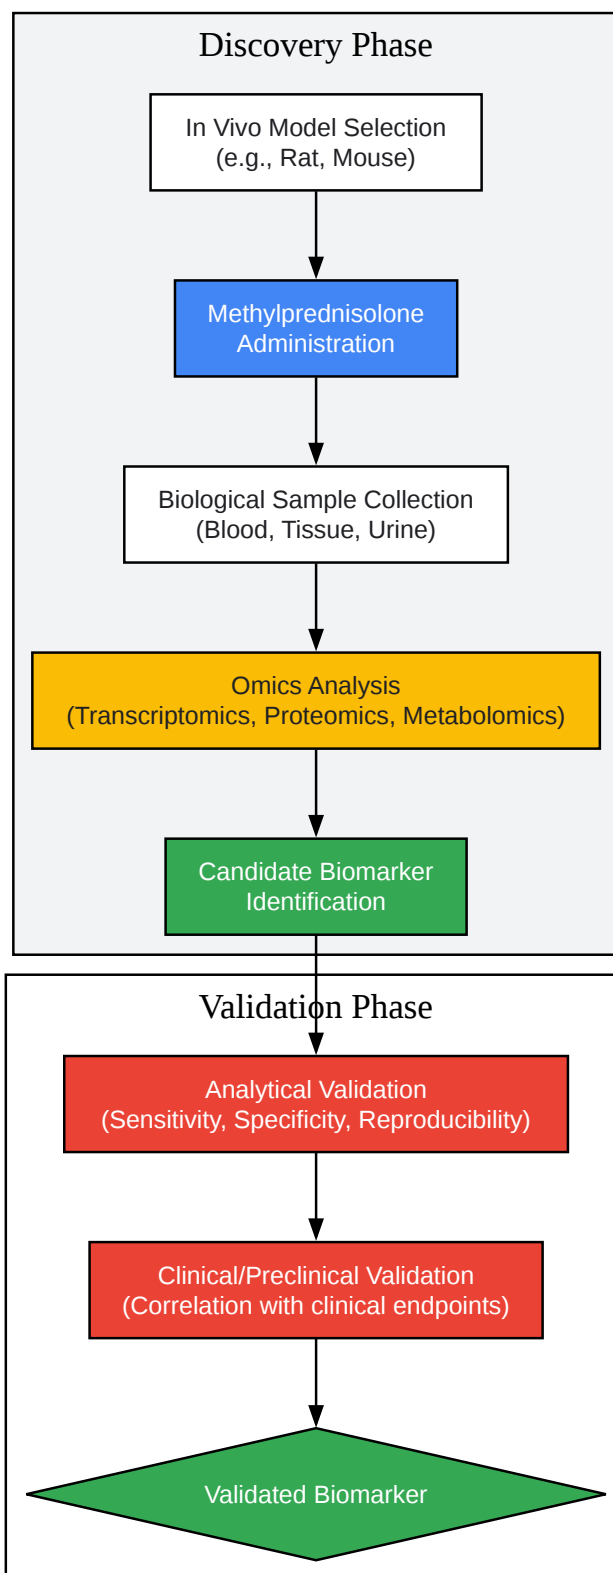 Discovery Phase
In Vivo Model Selection
(e.g., Rat, Mouse)
Methylprednisolone
Administration
Biological Sample Collection
(Blood, Tissue, Urine)
Omics Analysis
(Transcriptomics, Proteomics, Metabolomics)
Candidate Biomarker
Identification
Validation Phase
Analytical Validation
(Sensitivity, Specificity, Reproducibility)
Clinical/Preclinical Validation
(Correlation with clinical endpoints)
Validated Biomarker